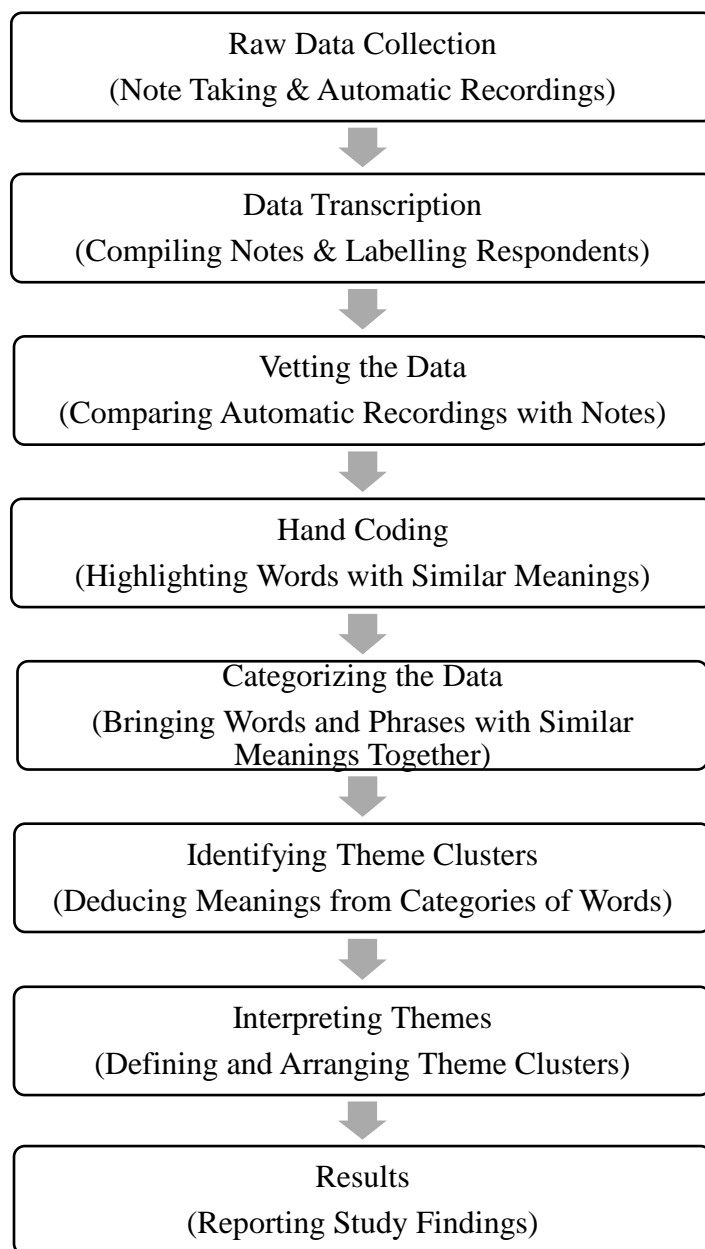 Raw Data Collection
(Note Taking & Automatic Recordings)
Data Transcription
(Compiling Notes & Labelling Respondents)
Vetting the Data
(Comparing Automatic Recordings with Notes)
Hand Coding
(Highlighting Words with Similar Meanings)
Categorizing the Data
(Bringing Words and Phrases with Similar
Meanings Together)
Identifying Theme Clusters
(Deducing Meanings from Categories of Words)
Interpreting Themes
(Defining and Arranging Theme Clusters)
Results
(Reporting Study Findings)